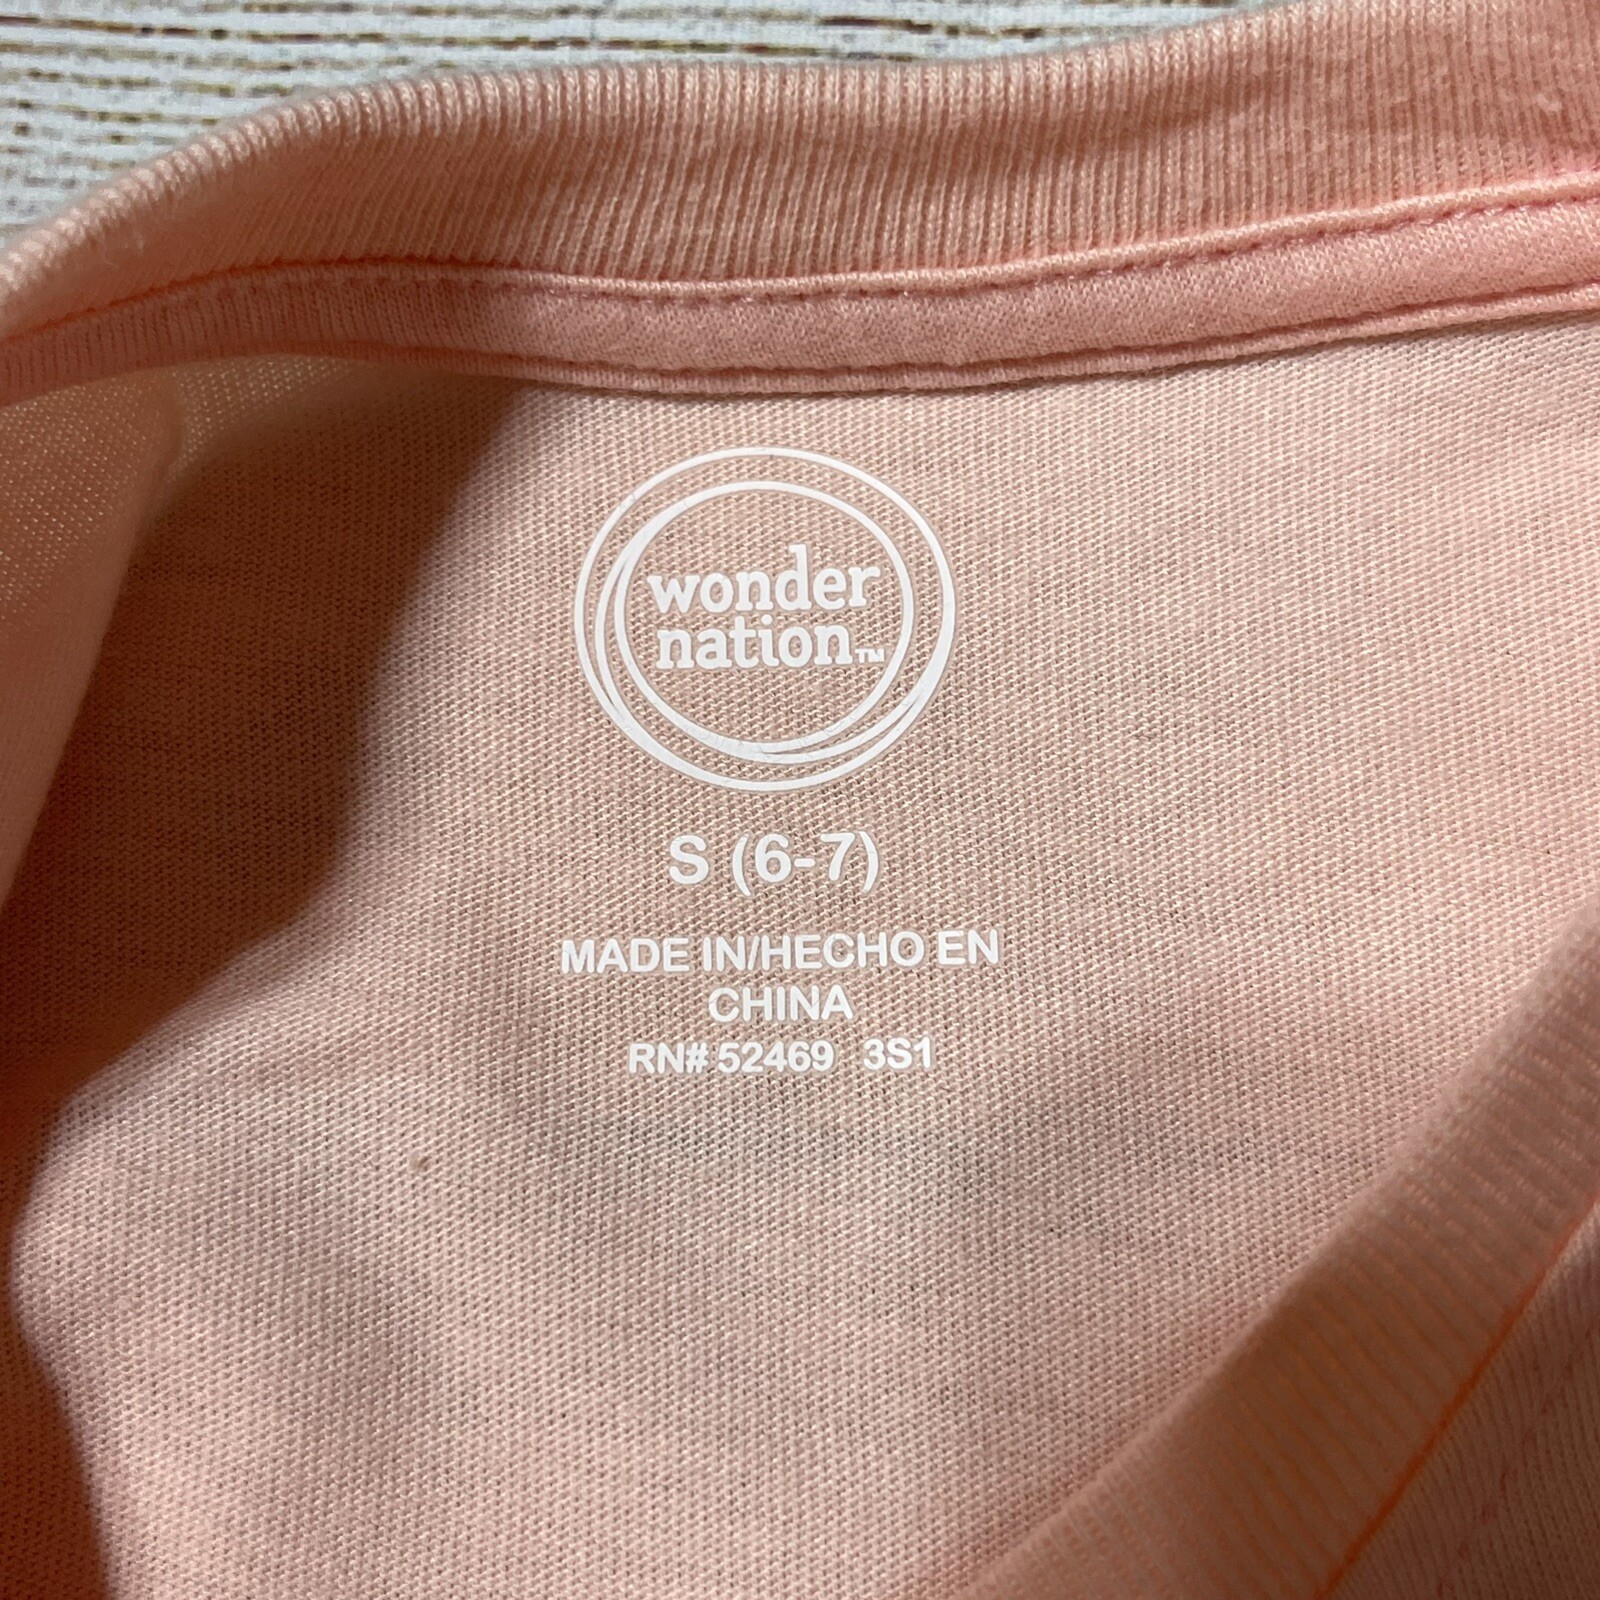 wonder
nation™
S (6-7)
MADE IN/HECHO EN
CHINA
RN# 52469 3S1